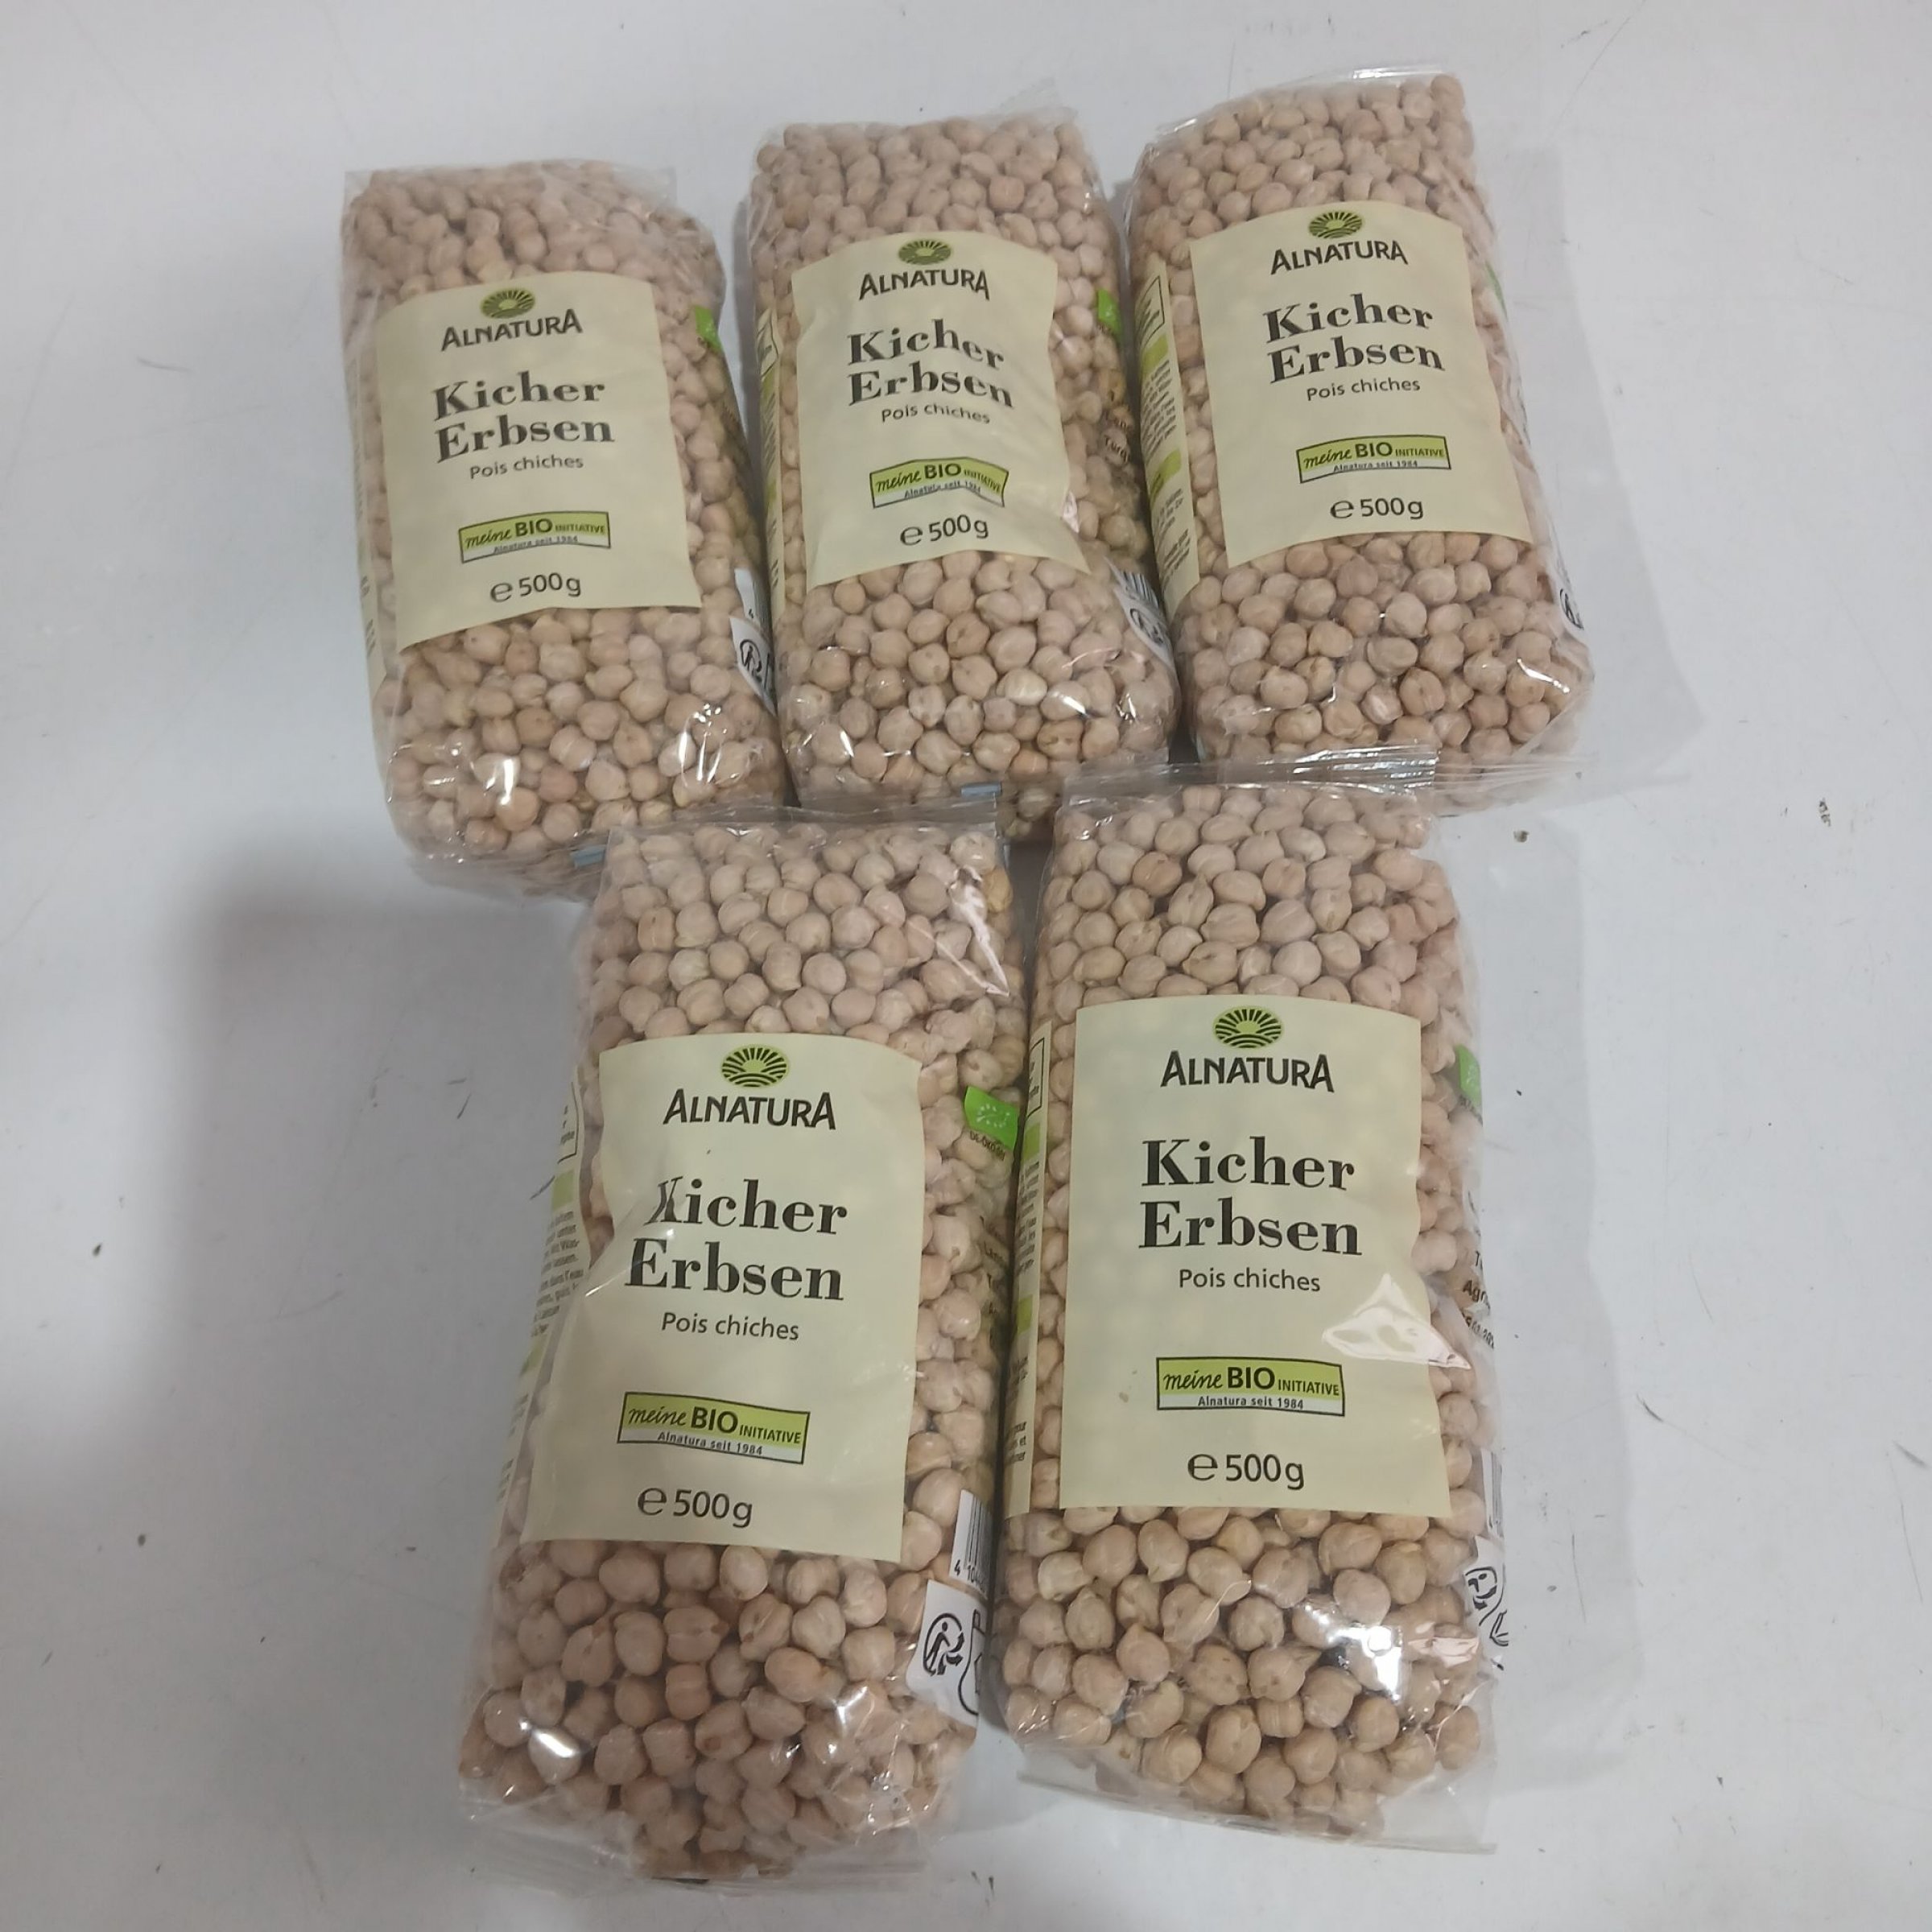 ALNATURA
Kicher
Erbsen
Pois chiches
meine BIO INITIATIVE
Alnatura seit 1984
e 500g
ALNATURA
Kicher
Erbsen
Pois chiches
meine BIO INITIATIVE
Alnatura seit 1984
e 500g
ALNATURA
Kicher
Erbsen
Pois chiches
meine BIO INITIATIVE
Alnatura seit 1984
e 500g
ALNATURA
Kicher
Erbsen
Pois chiches
meine BIO INITIATIVE
Alnatura seit 1984
e 500g
ALNATURA
Kicher
Erbsen
Pois chiches
meine BIO INITIATIVE
Alnatura seit 1984
e 500g